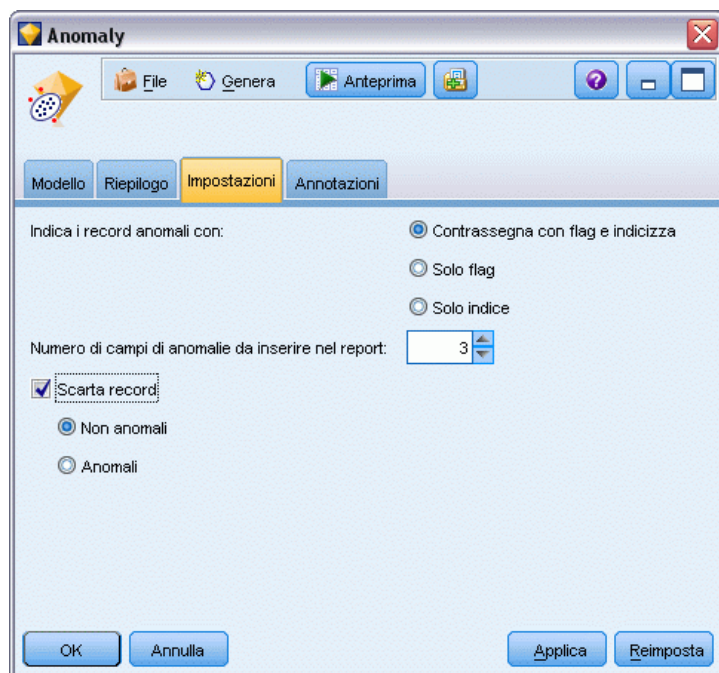 Anomaly
File Genera Anteprima
Modello Riepilogo Impostazioni Annotazioni
Indica i record anomali con: Contrassegna con flag e indicizza
Solo flag
Solo indice
Numero di campi di anomalie da inserire nel report: 3
Scarta record
Non anomali
Anomali
OK Annulla Applica Reimposta